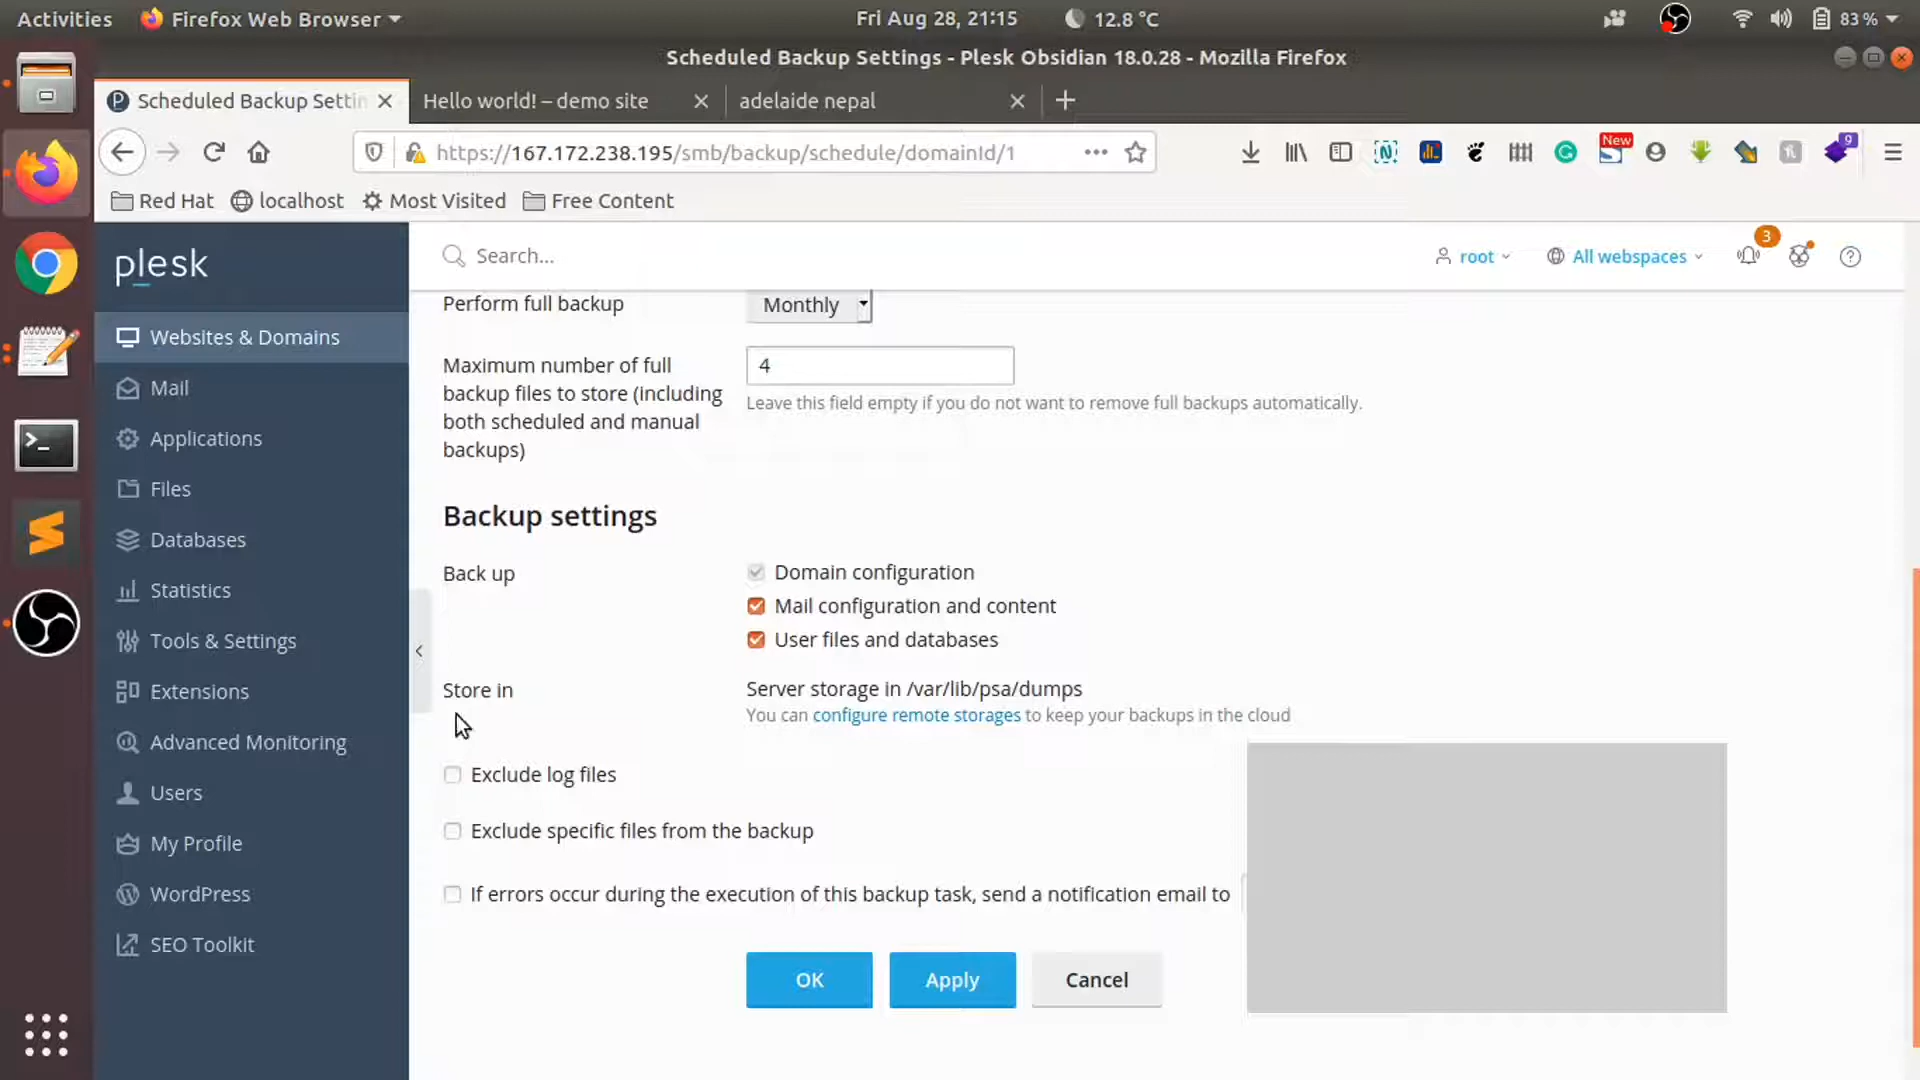 Activities
Firefox Web Browser
Fri Aug 28, 21:15
12.8 °C
83 %
Scheduled Backup Settings - Plesk Obsidian 18.0.28 - Mozilla Firefox
Scheduled Backup Settin
Hello world! – demo site
adelaide nepal
https://167.172.238.195/smb/backup/schedule/domainId/1
New
9
Red Hat
localhost
Most Visited
Free Content
plesk
Search...
root
All webspaces
3
Websites & Domains
Mail
Applications
Files
Databases
Statistics
Tools & Settings
Extensions
Advanced Monitoring
Users
My Profile
WordPress
SEO Toolkit
Perform full backup
Monthly
Maximum number of full
backup files to store (including
both scheduled and manual
backups)
4
Leave this field empty if you do not want to remove full backups automatically.
Backup settings
Back up
Domain configuration
Mail configuration and content
User files and databases
Store in
Server storage in /var/lib/psa/dumps
You can configure remote storages to keep your backups in the cloud
Exclude log files
Exclude specific files from the backup
If errors occur during the execution of this backup task, send a notification email to
OK
Apply
Cancel